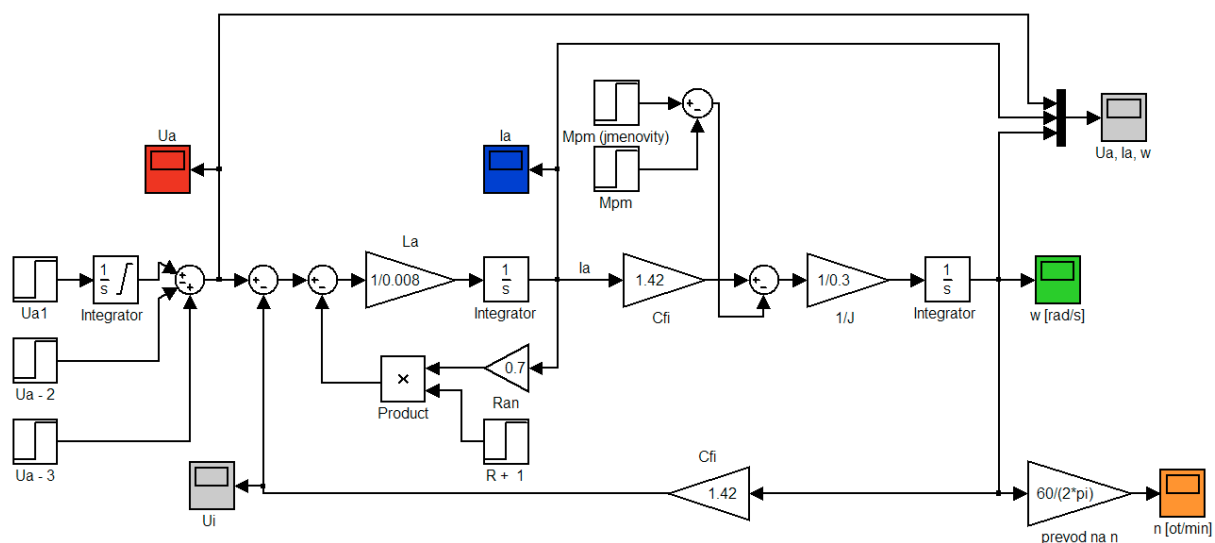 Ua
Ia
Mpm (jmenovity)
Mpm
Ua, Ia, w
La
Ua1
1
s
Integrator
1/0.008
1
s
Integrator
Ia
1.42
Cfi
1/0.3
1/J
1
s
Integrator
w [rad/s]
Ua - 2
×
Product
0.7
Ran
R + 1
Ua - 3
Ui
Cfi
1.42
60/(2*pi)
prevod na n
n [ot/min]